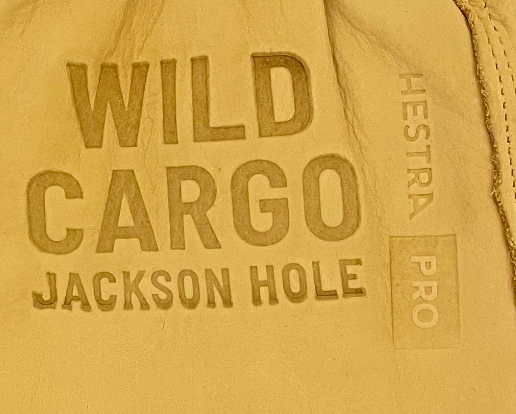 WILD
CARGO
JACKSON HOLE
HESTRA
PRO